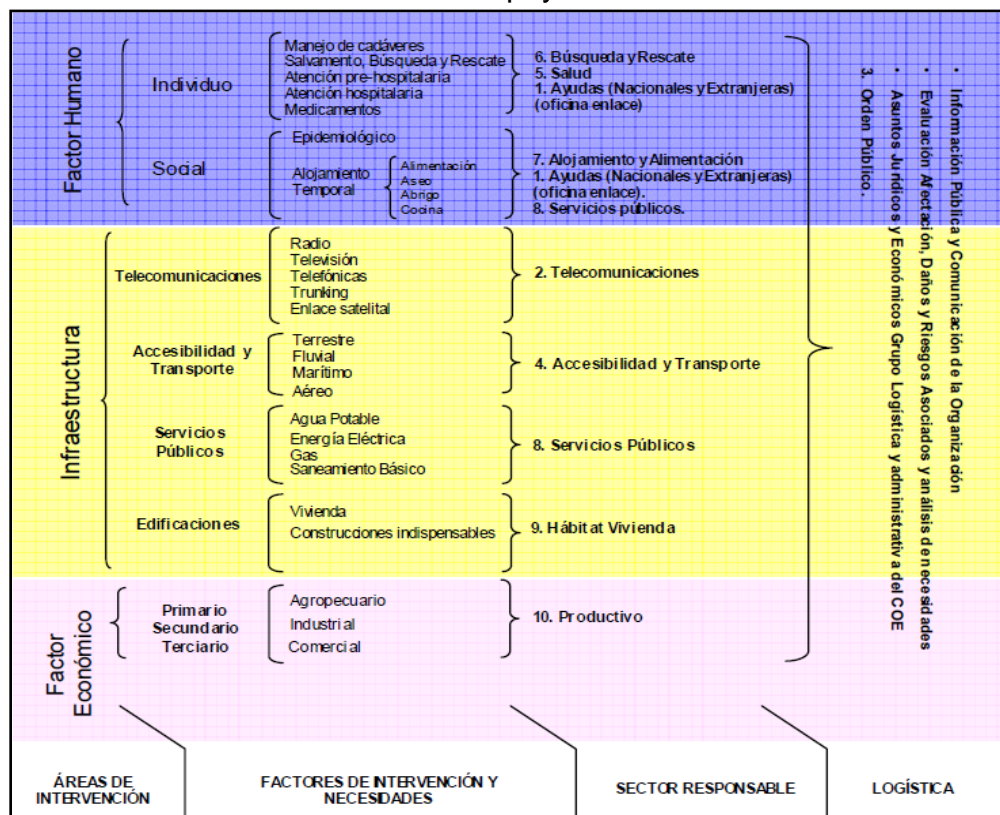 Factor Humano
Individuo
Manejo de cadáveres
Salvamento, Búsqueda y Rescate
Atención pre-hospitalaria
Atención hospitalaria
Medicamentos
6. Búsqueda y Rescate
5. Salud
1. Ayudas (Nacionales y Extranjeras)
(oficina enlace)
Social
Epidemiológico
Alojamiento
Temporal
Alimentación
Aseo
Abrigo
Cocina
7. Alojamiento y Alimentación
1. Ayudas (Nacionales y Extranjeras)
(oficina enlace).
8. Servicios públicos.
Infraestructura
Telecomunicaciones
Radio
Televisión
Telefónicas
Trunking
Enlace satelital
2. Telecomunicaciones
Accesibilidad y
Transporte
Terrestre
Fluvial
Marítimo
Aéreo
4. Accesibilidad y Transporte
Servicios
Públicos
Agua Potable
Energía Eléctrica
Gas
Saneamiento Básico
8. Servicios Públicos
Edificaciones
Vivienda
Construcciones indispensables
9. Hábitat Vivienda
Factor
Económico
Primario
Secundario
Terciario
Agropecuario
Industrial
Comercial
10. Productivo
• Información Pública y Comunicación de la Organización
• Evaluación Afectación, Daños y Riesgos Asociados y análisis de necesidades
• Asuntos Jurídicos y Económicos Grupo Logística y administrativa del COE
3. Orden Público.
ÁREAS DE
INTERVENCIÓN
FACTORES DE INTERVENCIÓN Y
NECESIDADES
SECTOR RESPONSABLE
LOGÍSTICA